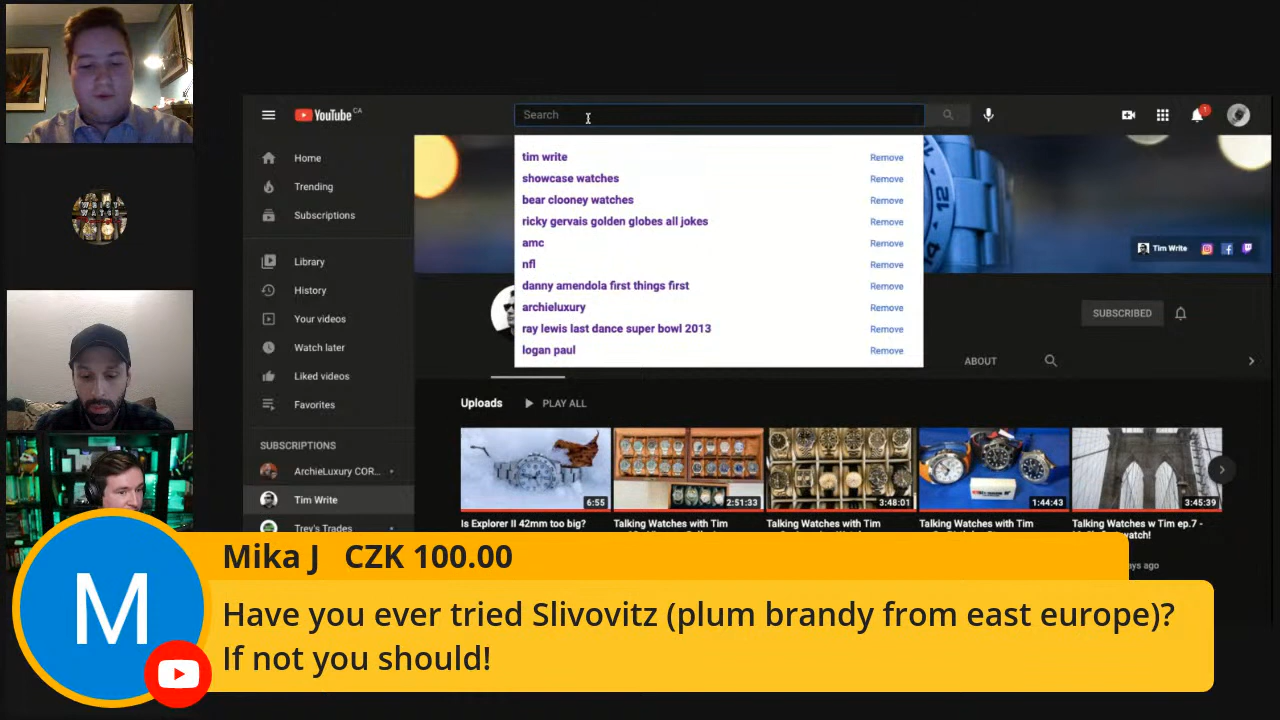 YouTube CA
Search
tim write Remove
showcase watches Remove
bear clooney watches Remove
ricky gervais golden globes all jokes Remove
amc Remove
nfl Remove
danny amendola first things first Remove
archieluxury Remove
ray lewis last dance super bowl 2013 Remove
logan paul Remove
Home
Trending
Subscriptions
Library
History
Your videos
Watch later
Liked videos
Favorites
SUBSCRIPTIONS
ArchieLuxury COR...
Tim Write
Trey's Trades
1
Tim Write
SUBSCRIBED
ABOUT
Uploads PLAY ALL
6:55
2:51:33
3:48:01
1:44:43
3:45:39
Is Explorer II 42mm too big?
Talking Watches with Tim
Talking Watches with Tim
Talking Watches with Tim
Talking Watches w Tim ep.7 -
watch!
ays ago
M
Mika J CZK 100.00
Have you ever tried Slivovitz (plum brandy from east europe)?
If not you should!